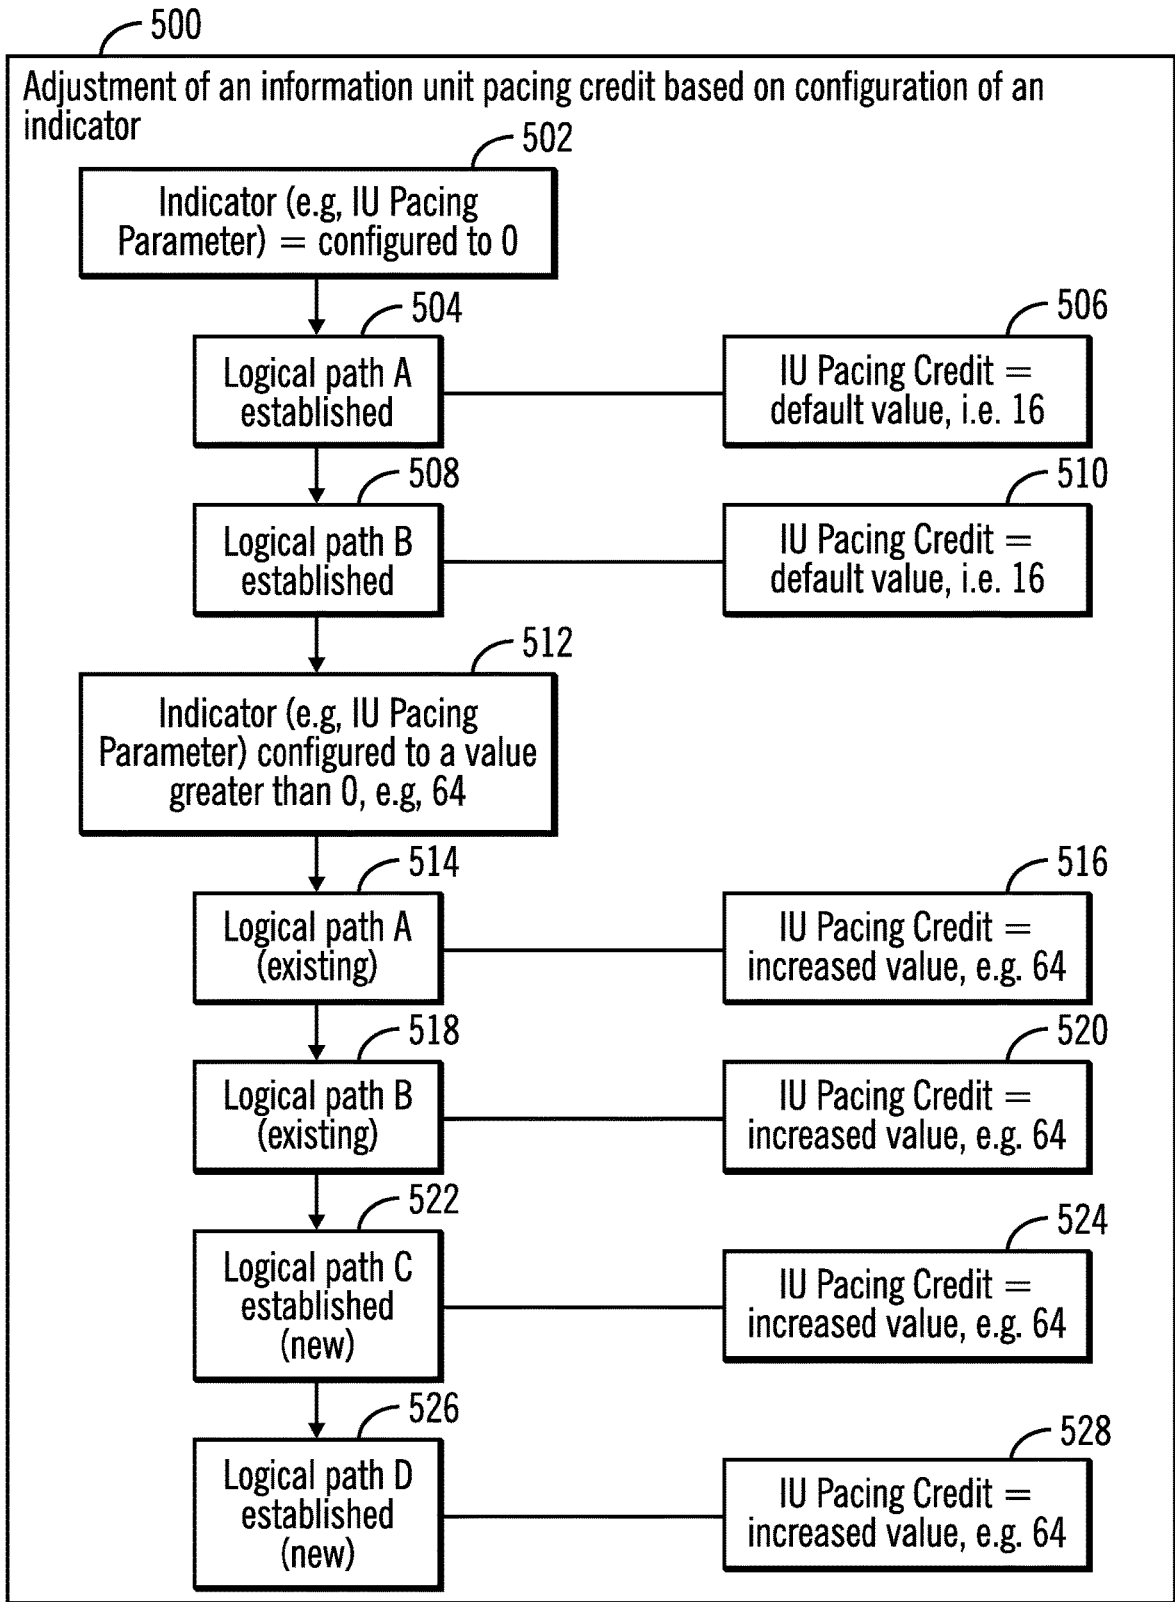 500
Adjustment of an information unit pacing credit based on configuration of an
indicator
502
Indicator (e.g, IU Pacing
Parameter) = configured to 0
504
Logical path A
established
506
IU Pacing Credit =
default value, i.e. 16
508
Logical path B
established
510
IU Pacing Credit =
default value, i.e. 16
512
Indicator (e.g, IU Pacing
Parameter) configured to a value
greater than 0, e.g, 64
514
Logical path A
(existing)
516
IU Pacing Credit =
increased value, e.g. 64
518
Logical path B
(existing)
520
IU Pacing Credit =
increased value, e.g. 64
522
Logical path C
established
(new)
524
IU Pacing Credit =
increased value, e.g. 64
526
Logical path D
established
(new)
528
IU Pacing Credit =
increased value, e.g. 64